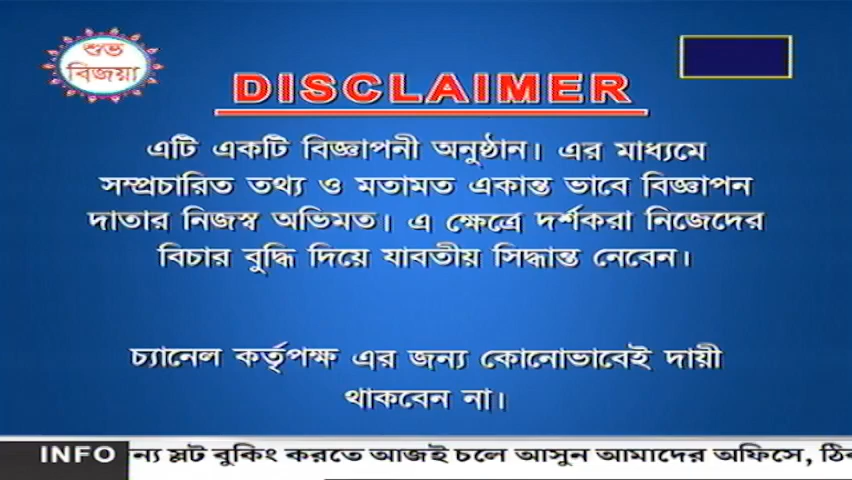 শুভ
বিজয়া
DISCLAIMER
এটি একটি বিজ্ঞাপনী অনুষ্ঠান। এর মাধ্যমে
সম্প্রচারিত তথ্য ও মতামত একান্ত ভাবে বিজ্ঞাপন
দাতার নিজস্ব অভিমত। এ ক্ষেত্রে দর্শকরা নিজেদের
বিচার বুদ্ধি দিয়ে যাবতীয় সিদ্ধান্ত নেবেন।
চ্যানেল কর্তৃপক্ষ এর জন্য কোনোভাবেই দায়ী
থাকবেন না।
INFO ন্য স্লট বুকিং করতে আজই চলে আসুন আমাদের অফিসে, ঠি